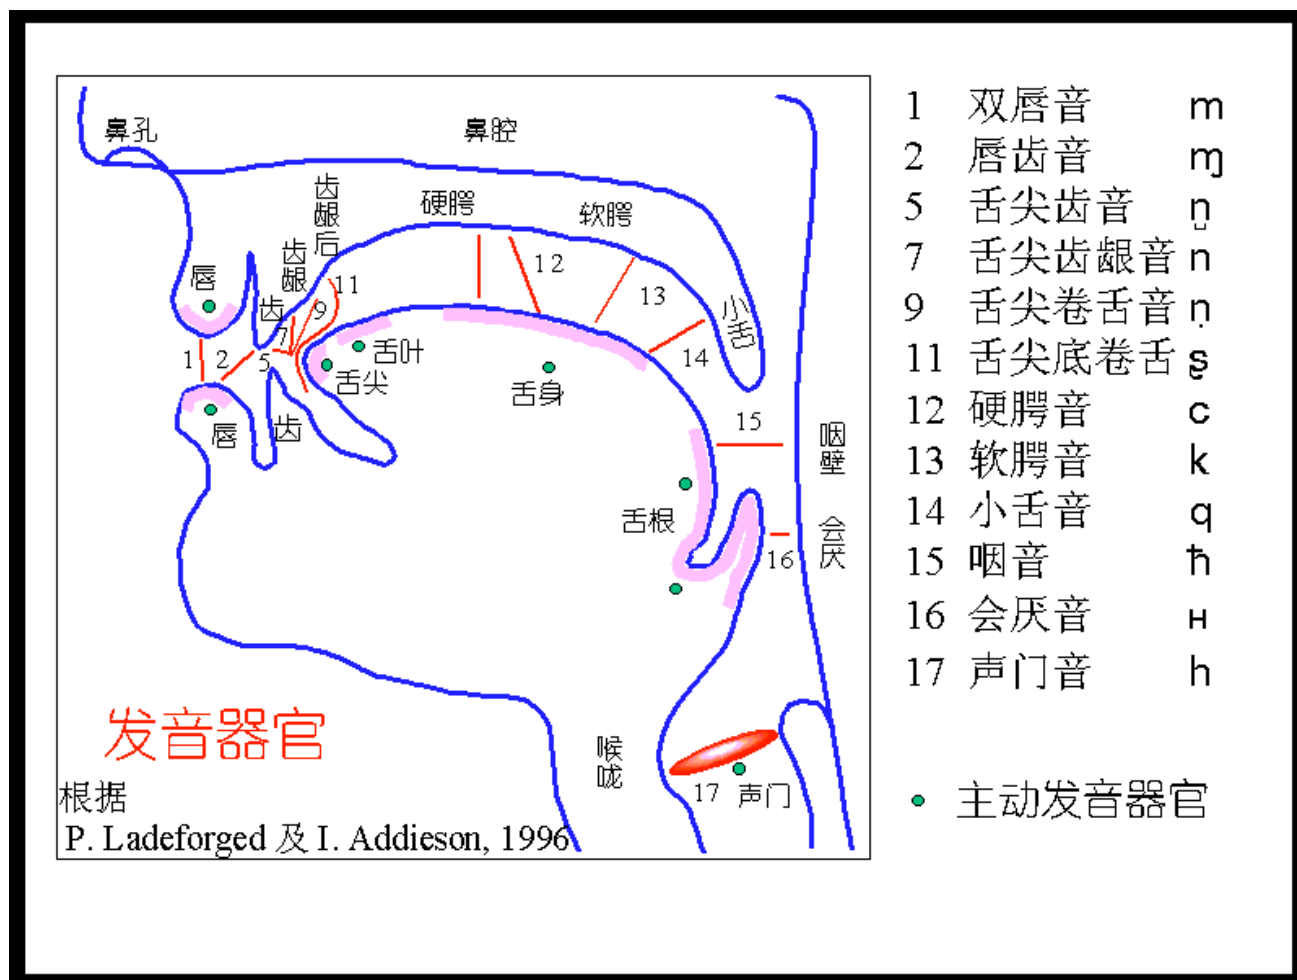 鼻孔
鼻腔
齿龈后
硬腭
软腭
齿龈
唇
齿
11
12
13
9
7
小舌
1
2
5
舌叶
舌尖
舌身
14
唇
齿
15
咽壁
舌根
会厌
16
发音器官
喉咙
17
声门
根据
P. Ladeforged 及 I. Addieson, 1996
1 双唇音 m
2 唇齿音 ɱ
5 舌尖齿音 n̪
7 舌尖齿龈音 n
9 舌尖卷舌音 ṇ
11 舌尖底卷舌 ʂ
12 硬腭音 c
13 软腭音 k
14 小舌音 q
15 咽音 ħ
16 会厌音 ʜ
17 声门音 h
主动发音器官